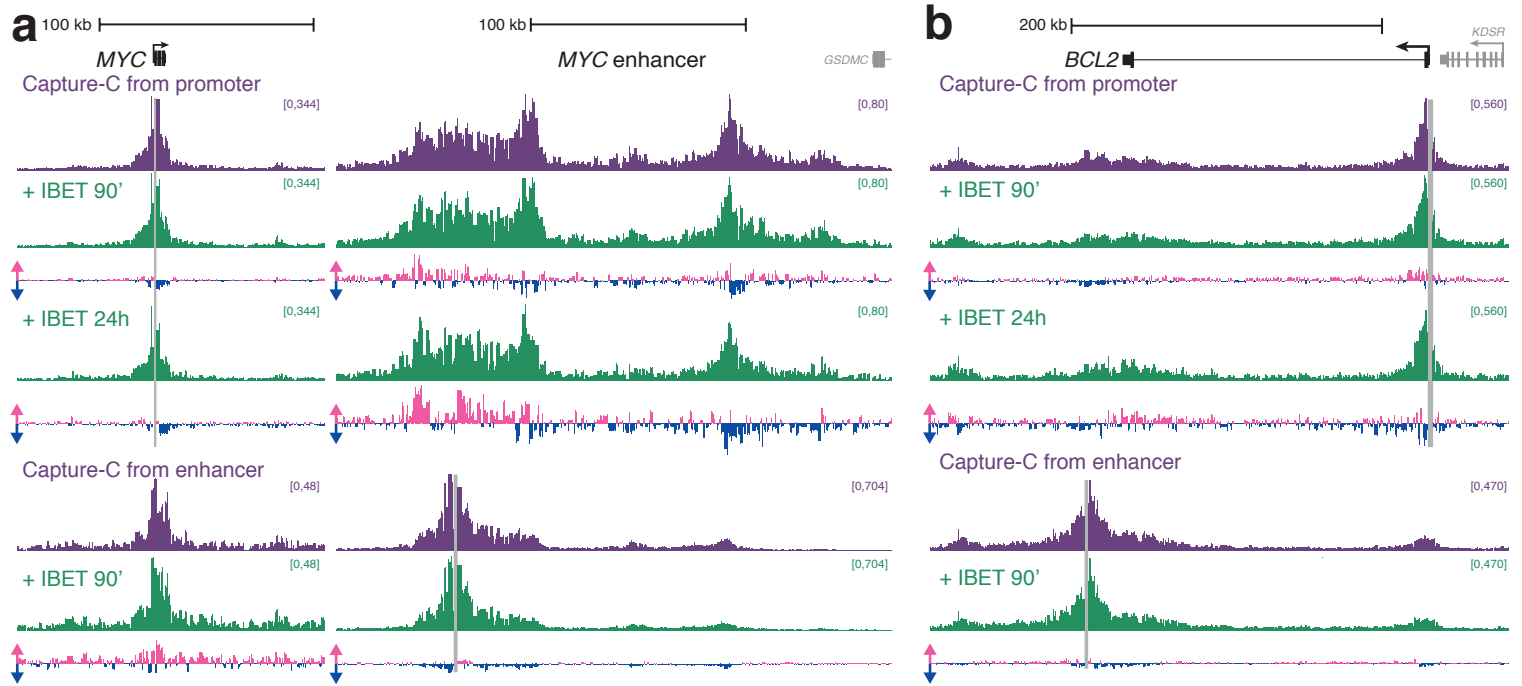 a
100 kb
100 kb
MYC
MYC enhancer
GSDMC
Capture-C from promoter
[0,344]
[0,80]
+ IBET 90’
[0,344]
[0,80]
+ IBET 24h
[0,344]
[0,80]
Capture-C from enhancer
[0,48]
[0,704]
+ IBET 90’
[0,48]
[0,704]
b
200 kb
KDSR
BCL2
Capture-C from promoter
[0,560]
+ IBET 90’
[0,560]
+ IBET 24h
[0,560]
Capture-C from enhancer
[0,470]
+ IBET 90’
[0,470]